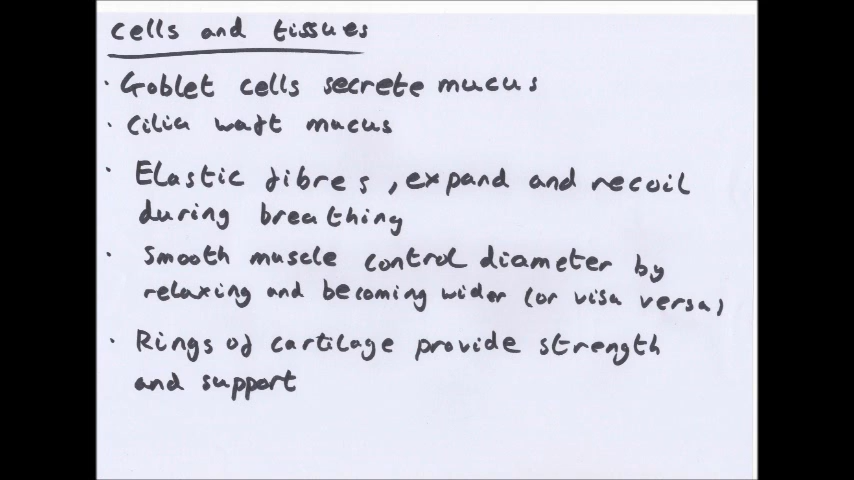 cells and tissues
· Goblet cells secrete mucus
· Cilia waft mucus
· Elastic fibres, expand and recoil
during breathing
· Smooth muscle control diameter by
relaxing and becoming wider (or visa versa)
· Rings of cartilage provide strength
and support